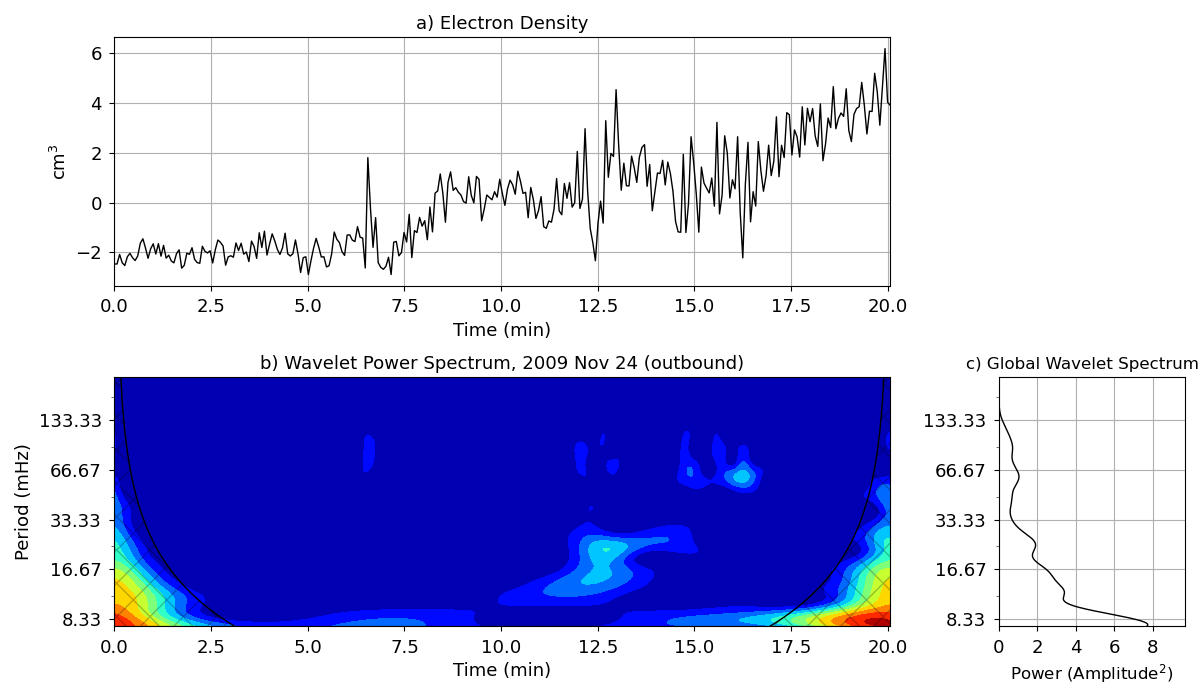 a) Electron Density
6
4
2
0
−2
cm³
0.0 2.5 5.0 7.5 10.0 12.5 15.0 17.5 20.0
Time (min)
b) Wavelet Power Spectrum, 2009 Nov 24 (outbound)
133.33
66.67
33.33
16.67
8.33
Period (mHz)
0.0 2.5 5.0 7.5 10.0 12.5 15.0 17.5 20.0
Time (min)
c) Global Wavelet Spectrum
133.33
66.67
33.33
16.67
8.33
0 2 4 6 8
Power (Amplitude²)